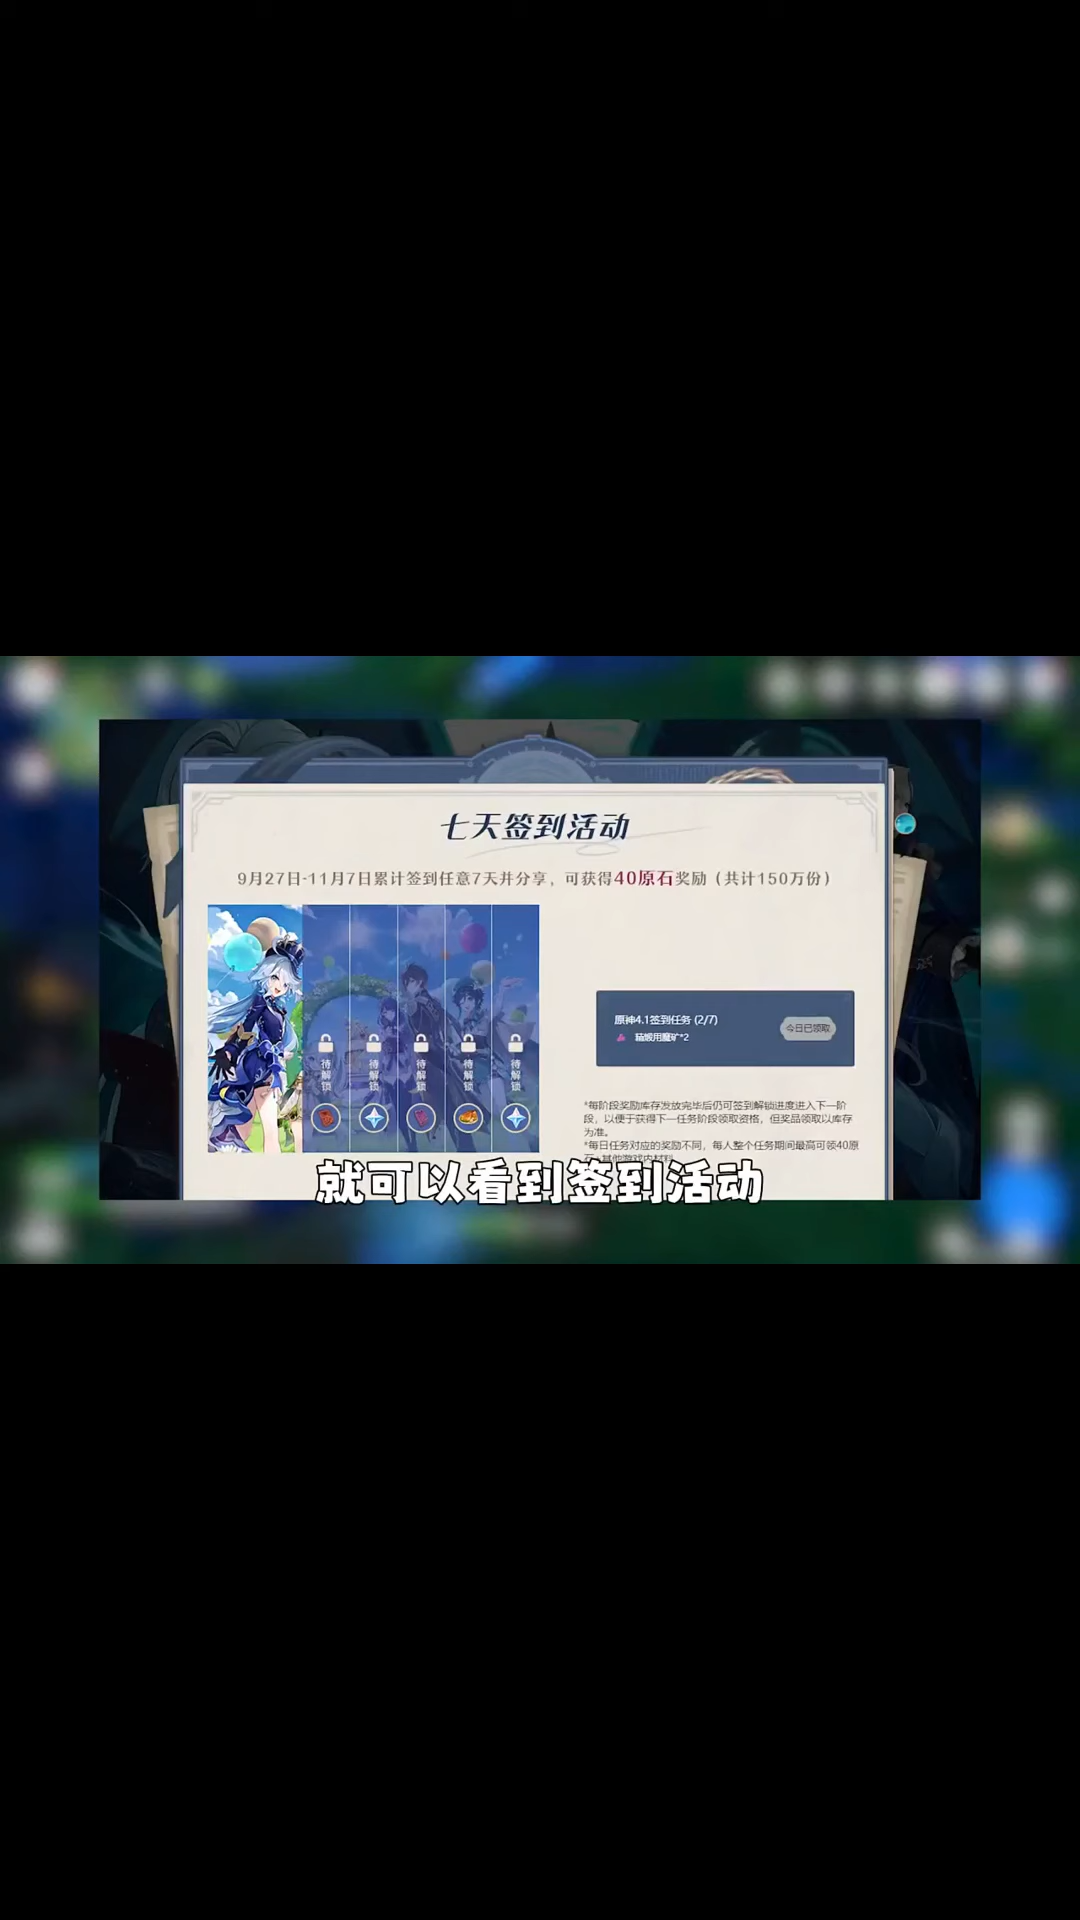 七天签到活动
9月27日-11月7日累计签到任意7天并分享，可获得40原石奖励（共计150万份）
原神4.1签到任务 (2/7)
精锻用魔矿*2
今日已领取
待解锁
待解锁
待解锁
待解锁
待解锁
*每阶段奖励库存发放完毕后仍可签到解锁进度进入下一阶
段，以便于获得下一任务阶段领取资格，但奖品领取以库存
为准。
*每日任务对应的奖励不同，每人整个任务期间最高可领40原
就可以看到签到活动